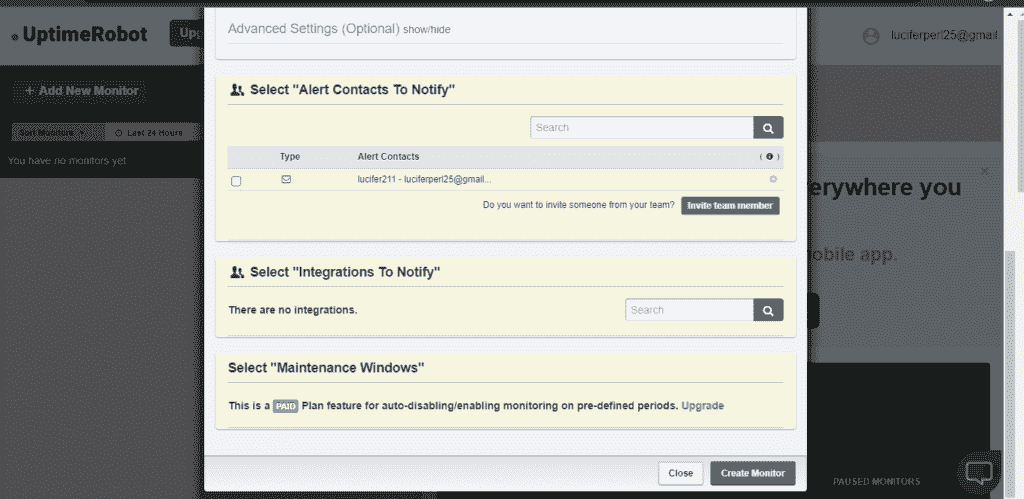 Advanced Settings (Optional) show/hide
UptimeRobot
luciferperl25@gmail
+ Add New Monitor
Select "Alert Contacts To Notify"
Search
Sort Monitors
Last 24 Hours
You have no monitors yet
Type Alert Contacts
lucifer211 - luciferperl25@gmail...
Do you want to invite someone from your team? Invite team member
erywhere you
obile app.
Select "Integrations To Notify"
There are no integrations.
Search
Select "Maintenance Windows"
This is a PAID Plan feature for auto-disabling/enabling monitoring on pre-defined periods. Upgrade
Close Create Monitor
PAUSED MONITORS